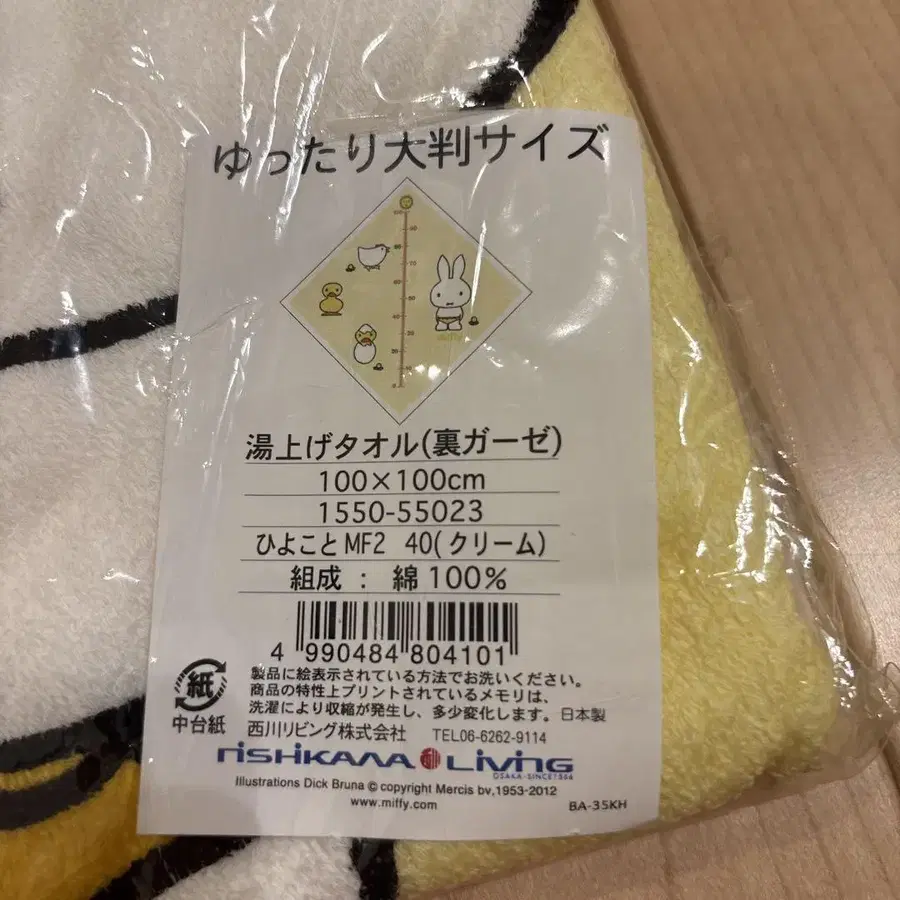 ゆったり大判サイズ
miffy
湯上げタオル(裏ガーゼ)
100×100cm
1550-55023
ひよこと MF2 40(クリーム)
組成 : 綿 100%
4 990484 804101
紙
中台紙
製品に絵表示されている方法でお洗いください。
商品の特性上プリントされているメモリは、
洗濯により収縮が発生し、多少変化します。日本製
西川リビング株式会社 TEL06-6262-9114
nishikawa Living
OSAKA-SINCE1566
Illustrations Dick Bruna © copyright Mercis bv,1953-2012
www.miffy.com
BA-35KH